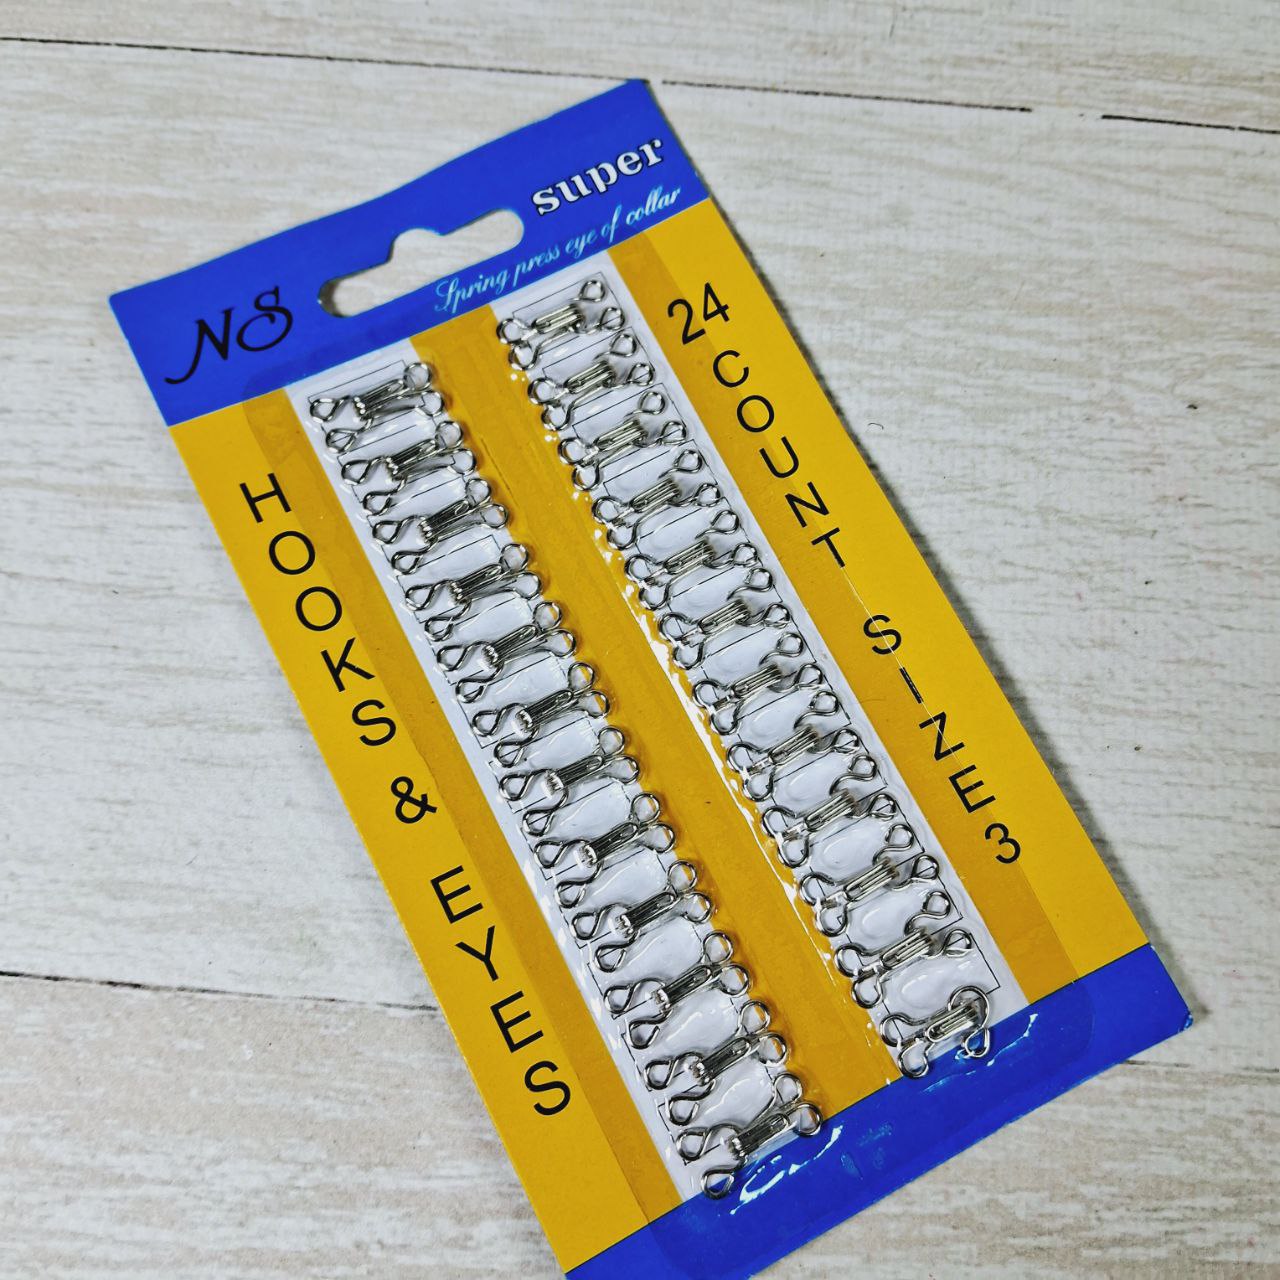 NS
super
Spring press eye of collar
HOOKS & EYES
24 COUNT SIZE 3